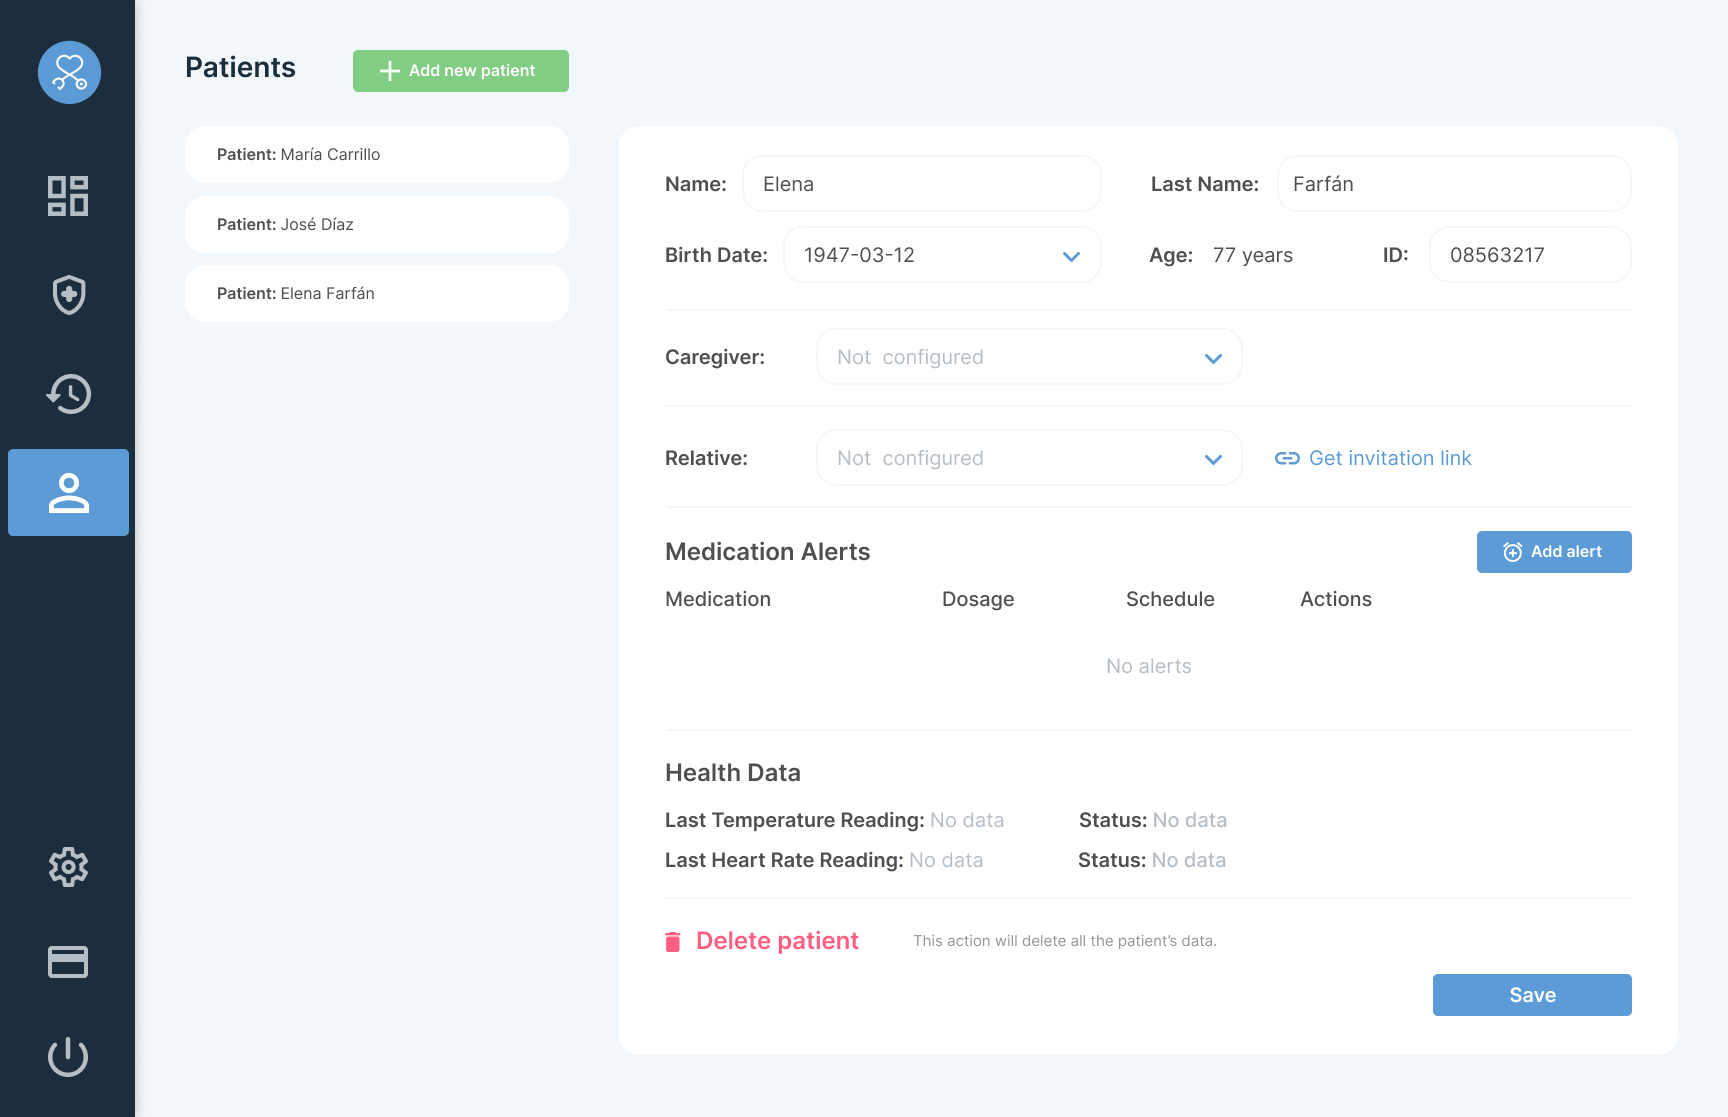 Patients
Add new patient
Patient: María Carrillo
Patient: José Díaz
Patient: Elena Farfán
Name: Elena
Last Name: Farfán
Birth Date: 1947-03-12
Age: 77 years
ID: 08563217
Caregiver: Not configured
Relative: Not configured
Get invitation link
Medication Alerts
Add alert
Medication Dosage Schedule Actions
No alerts
Health Data
Last Temperature Reading: No data
Status: No data
Last Heart Rate Reading: No data
Status: No data
Delete patient
This action will delete all the patient’s data.
Save